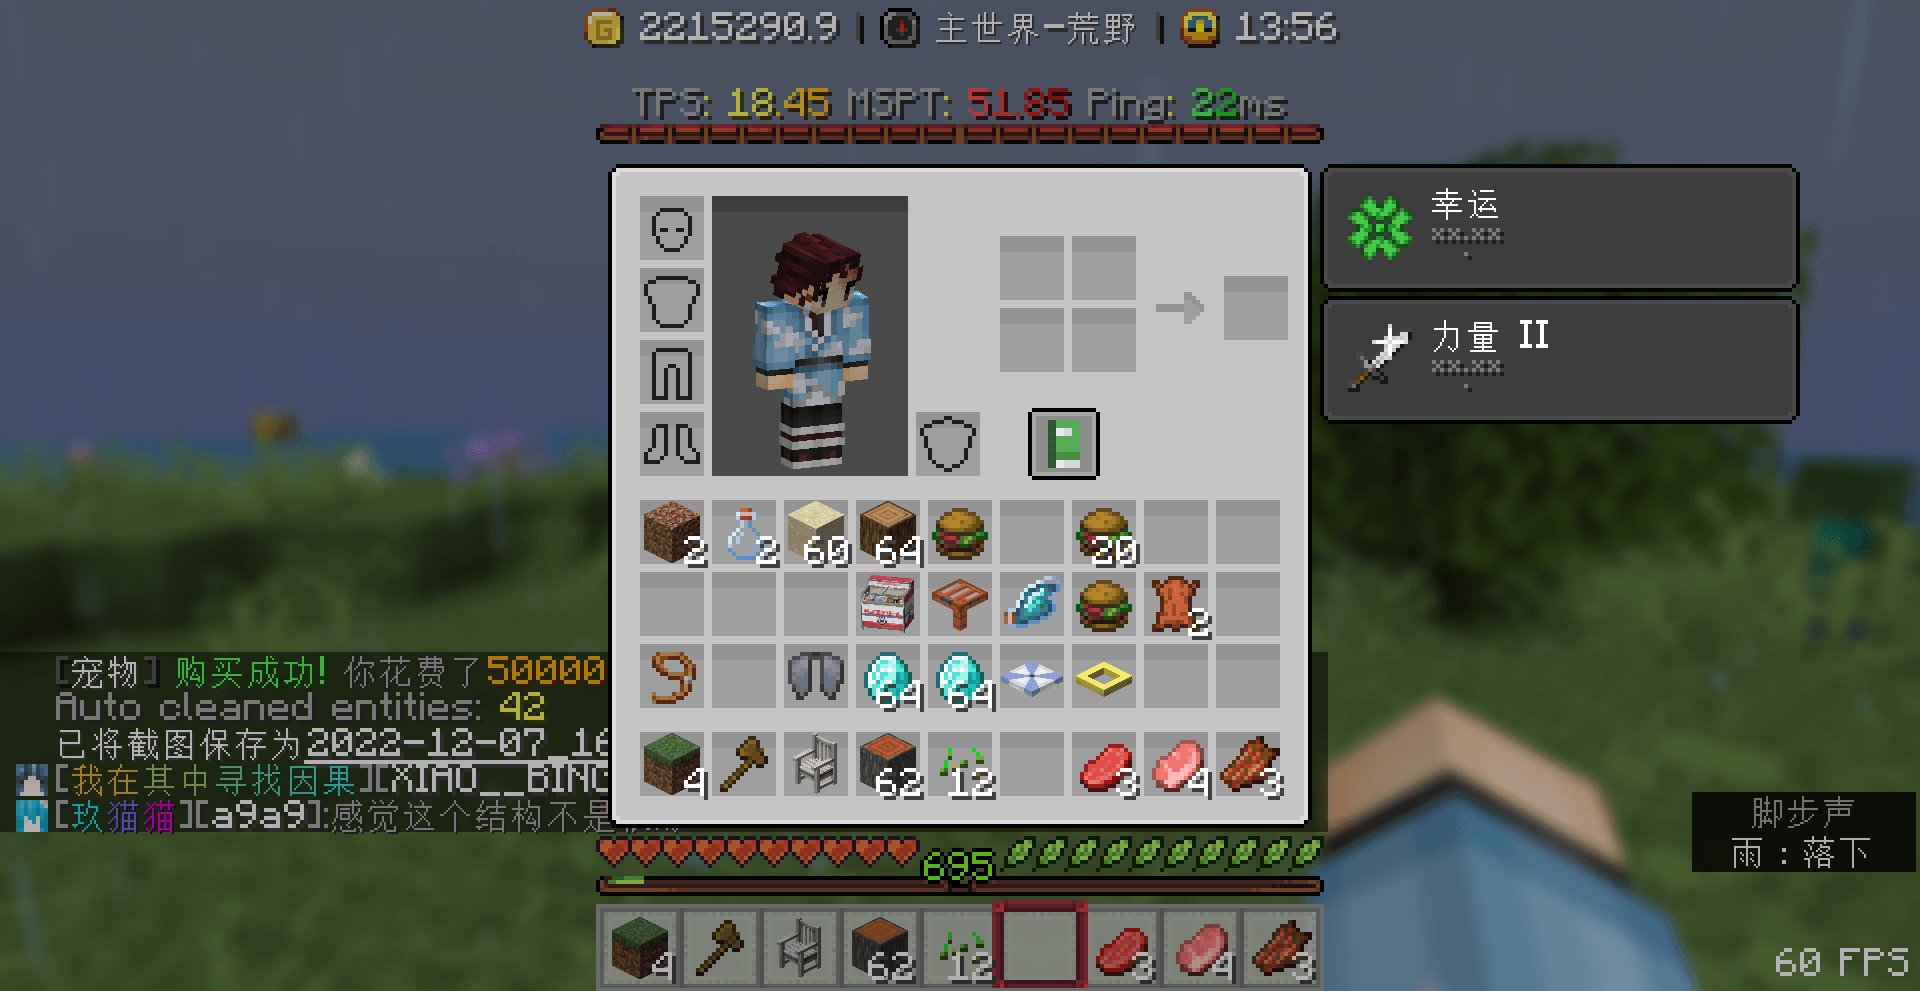 2215290.9 | 主世界-荒野 | 13:56
TPS: 18.45 MSPT: 51.85 Ping: 22ms
幸运
**:**
力量 II
**:**
2 2 60 64 20
2
64 64
4 62 12 3 4 3
[宠物] 购买成功! 你花费了50000
Auto cleaned entities: 42
已将截图保存为2022-12-07_16
[我在其中寻找因果][XIAO__BING
[玖猫猫][a9a9]:感觉这个结构不是
695
脚步声
雨：落下
4 62 12 3 4 3
60 FPS